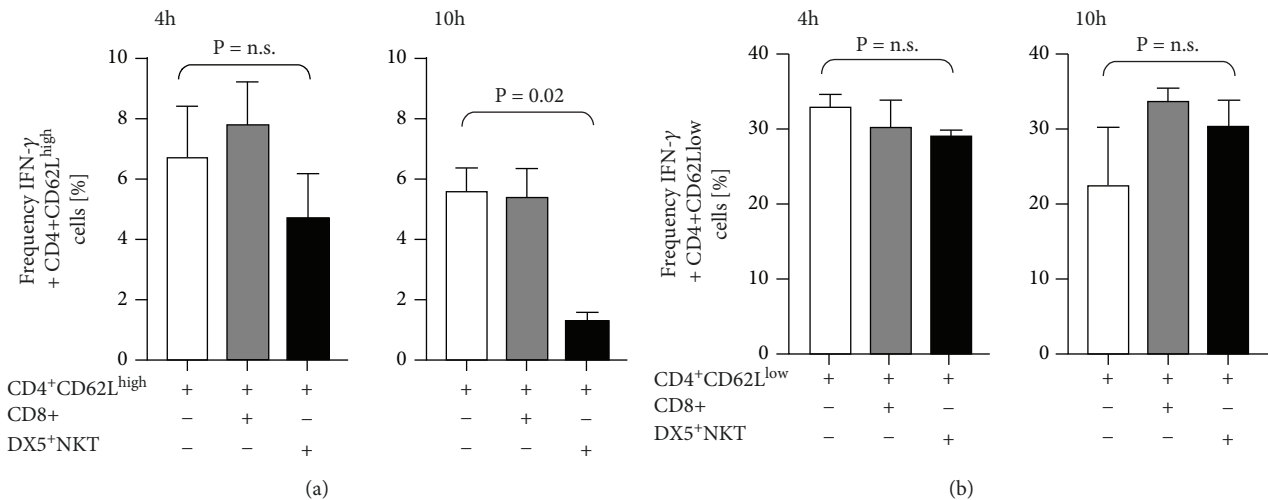 4h
10h
P = n.s.
P = 0.02
10
8
6
4
2
0
10
8
6
4
2
0
Frequency IFN-γ
+ CD4+CD62L^high
cells [%]
CD4⁺CD62L^high + + + + + +
CD8+ – + – – + –
DX5⁺NKT – – + – – +
(a)
4h
10h
P = n.s.
P = n.s.
40
30
20
10
0
40
30
20
10
0
Frequency IFN-γ
+ CD4+CD62Llow
cells [%]
CD4⁺CD62L^low + + + + + +
CD8+ – + – – + –
DX5⁺NKT – – + – – +
(b)